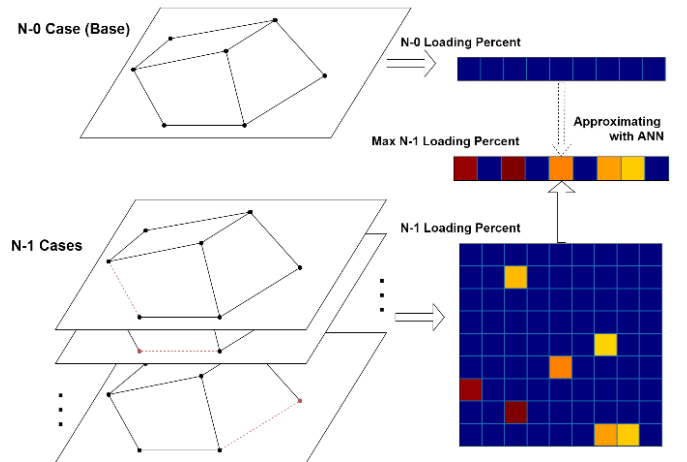 N-0 Case (Base)
N-0 Loading Percent
Approximating
with ANN
Max N-1 Loading Percent
N-1 Cases
N-1 Loading Percent